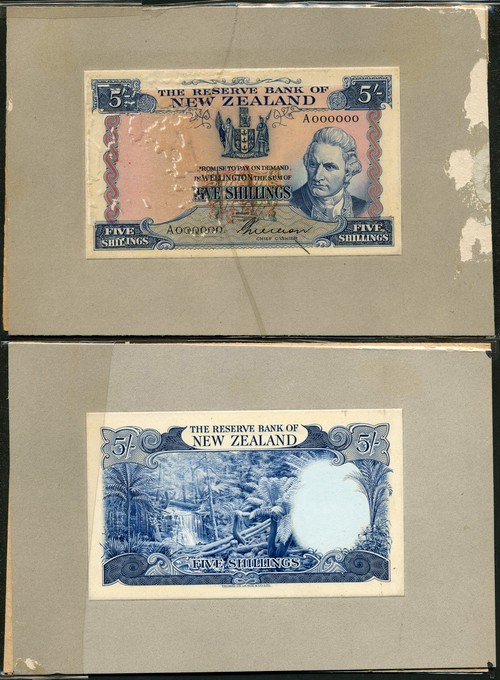 THE RESERVE BANK OF
5/- NEW ZEALAND 5/-
A000000
PROMISE TO PAY ON DEMAND
IN WELLINGTON THE SUM OF
FIVE SHILLINGS
A000000
CHIEF CASHIER
FIVE SHILLINGS
FIVE SHILLINGS
THE RESERVE BANK OF
5/- NEW ZEALAND 5/-
FIVE SHILLINGS